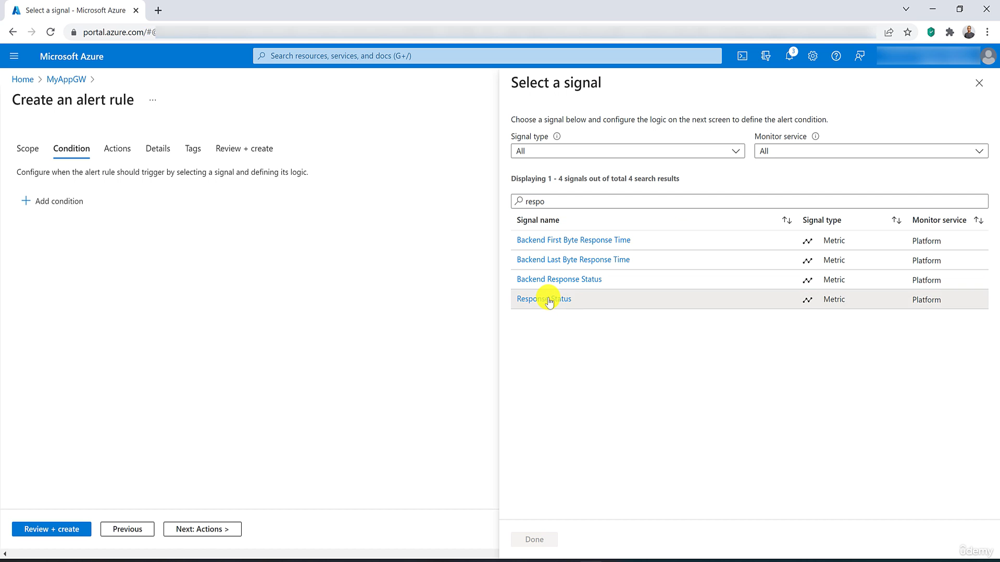 Select a signal - Microsoft Azure
portal.azure.com/#@
Microsoft Azure
Search resources, services, and docs (G+/)
3
Home > MyAppGW >
Create an alert rule ...
Scope Condition Actions Details Tags Review + create
Configure when the alert rule should trigger by selecting a signal and defining its logic.
Add condition
Review + create Previous Next: Actions >
Select a signal
Choose a signal below and configure the logic on the next screen to define the alert condition.
Signal type Monitor service
All All
Displaying 1 - 4 signals out of total 4 search results
respo
Signal name Signal type Monitor service
Backend First Byte Response Time Metric Platform
Backend Last Byte Response Time Metric Platform
Backend Response Status Metric Platform
Response Status Metric Platform
Done
ûdemy